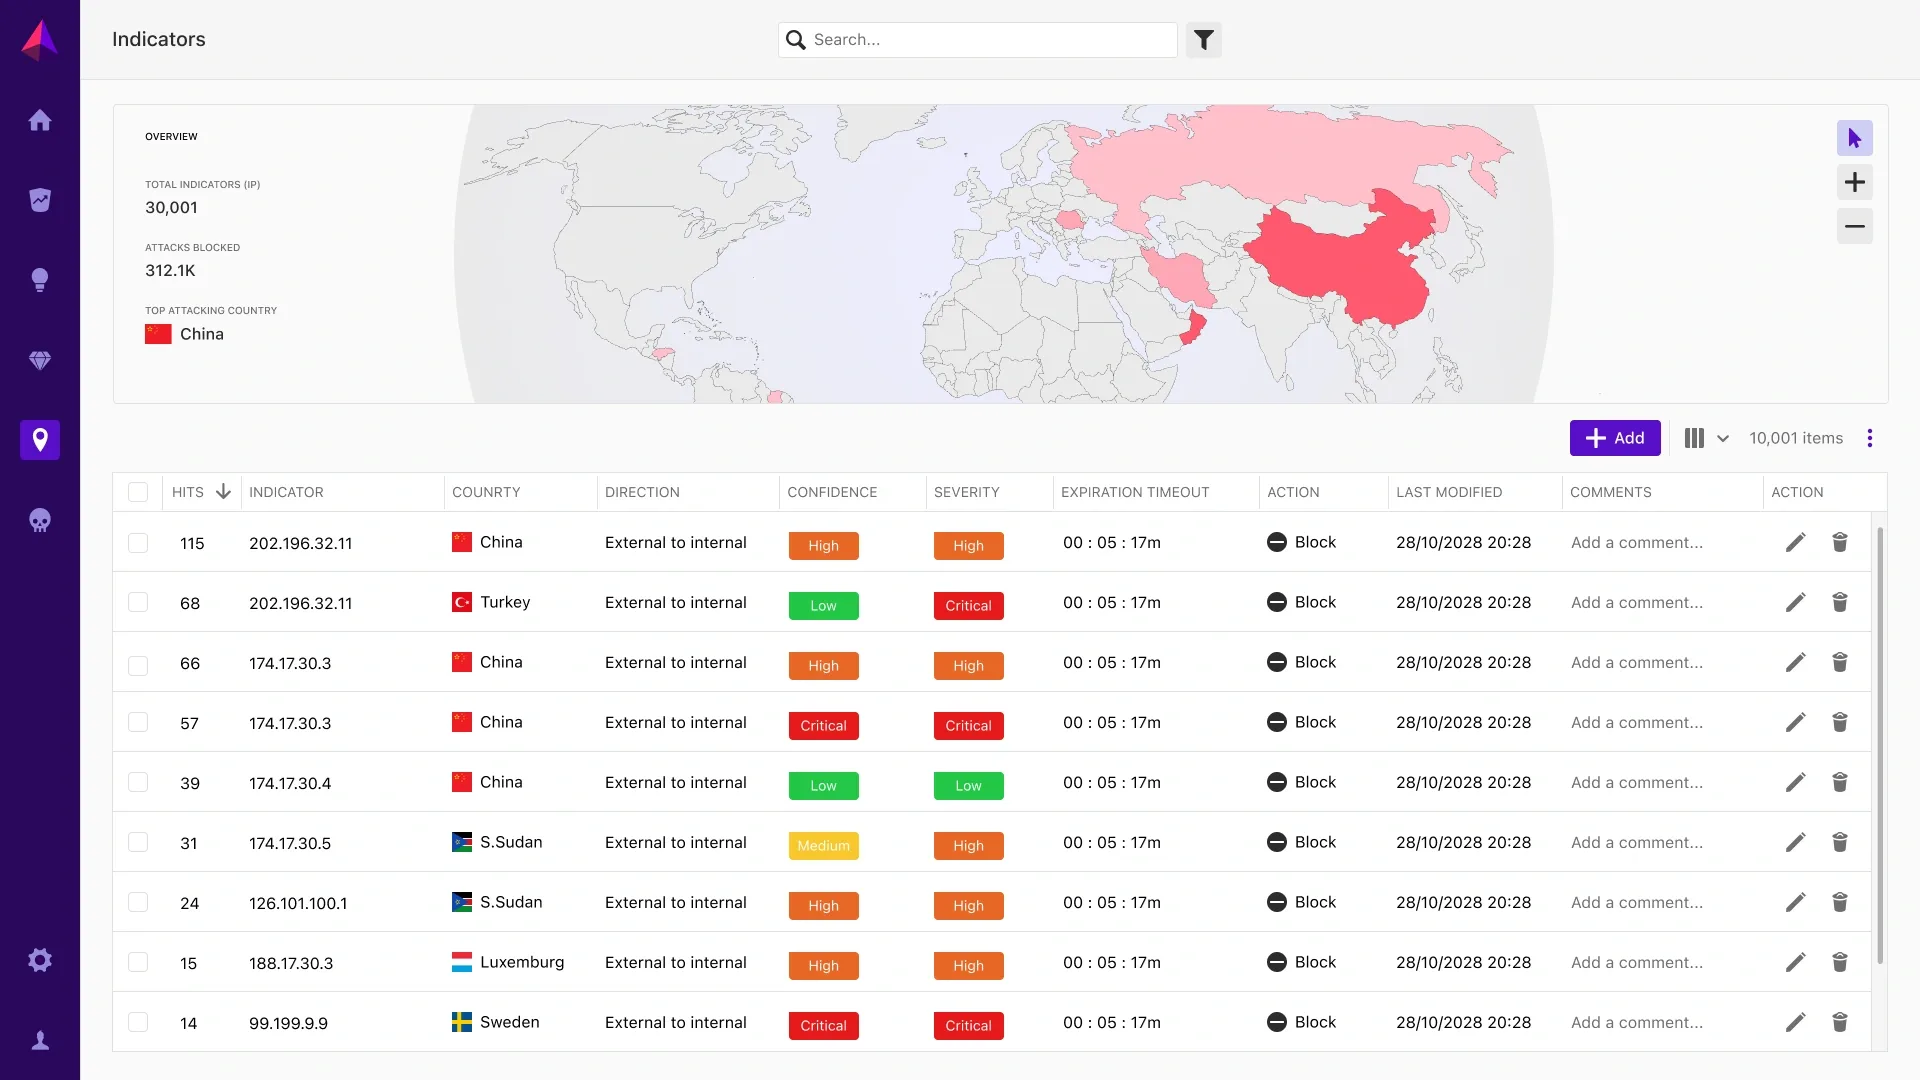 Indicators
Search...
OVERVIEW
TOTAL INDICATORS (IP)
30,001
ATTACKS BLOCKED
312.1K
TOP ATTACKING COUNTRY
China
Add
10,001 items
HITS INDICATOR COUNRTY DIRECTION CONFIDENCE SEVERITY EXPIRATION TIMEOUT ACTION LAST MODIFIED COMMENTS ACTION
115 202.196.32.11 China External to internal High High 00 : 05 : 17m Block 28/10/2028 20:28 Add a comment...
68 202.196.32.11 Turkey External to internal Low Critical 00 : 05 : 17m Block 28/10/2028 20:28 Add a comment...
66 174.17.30.3 China External to internal High High 00 : 05 : 17m Block 28/10/2028 20:28 Add a comment...
57 174.17.30.3 China External to internal Critical Critical 00 : 05 : 17m Block 28/10/2028 20:28 Add a comment...
39 174.17.30.4 China External to internal Low Low 00 : 05 : 17m Block 28/10/2028 20:28 Add a comment...
31 174.17.30.5 S.Sudan External to internal Medium High 00 : 05 : 17m Block 28/10/2028 20:28 Add a comment...
24 126.101.100.1 S.Sudan External to internal High High 00 : 05 : 17m Block 28/10/2028 20:28 Add a comment...
15 188.17.30.3 Luxemburg External to internal High High 00 : 05 : 17m Block 28/10/2028 20:28 Add a comment...
14 99.199.9.9 Sweden External to internal Critical Critical 00 : 05 : 17m Block 28/10/2028 20:28 Add a comment...